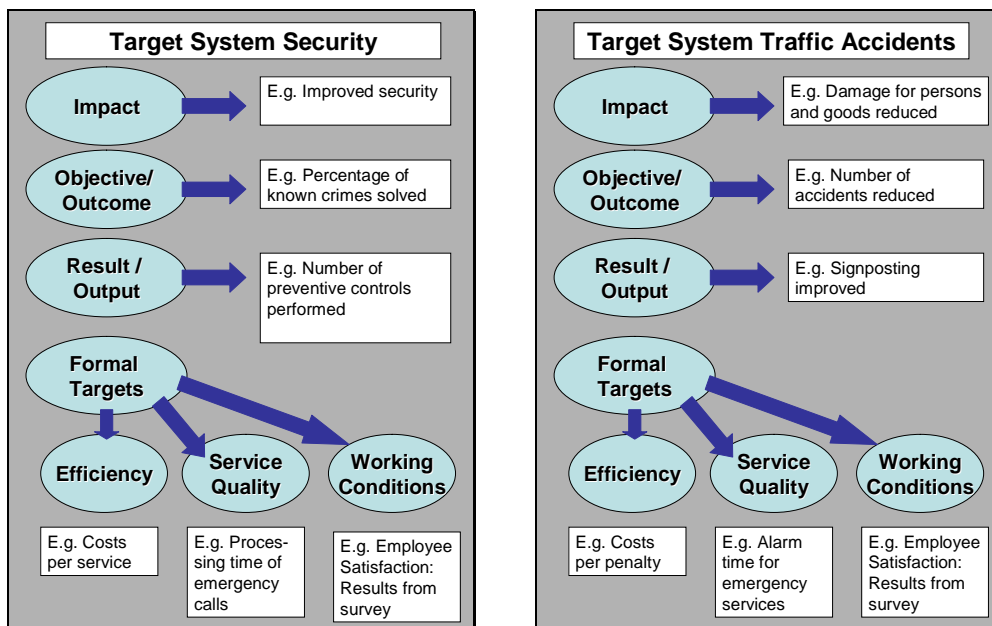 Target System Security
Impact
E.g. Improved security
Objective/
Outcome
E.g. Percentage of
known crimes solved
Result /
Output
E.g. Number of
preventive controls
performed
Formal
Targets
Efficiency
Service
Quality
Working
Conditions
E.g. Costs
per service
E.g. Proces-
sing time of
emergency
calls
E.g. Employee
Satisfaction:
Results from
survey
Target System Traffic Accidents
Impact
E.g. Damage for persons
and goods reduced
Objective/
Outcome
E.g. Number of
accidents reduced
Result /
Output
E.g. Signposting
improved
Formal
Targets
Efficiency
Service
Quality
Working
Conditions
E.g. Costs
per penalty
E.g. Alarm
time for
emergency
services
E.g. Employee
Satisfaction:
Results from
survey